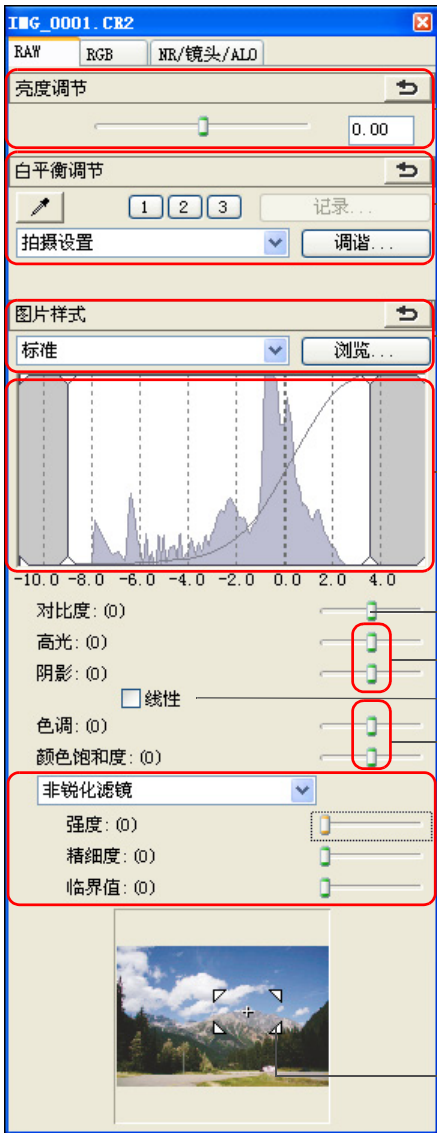 IMG_0001.CR2
RAW RGB NR/镜头/ALO
亮度调节
0.00
白平衡调节
1 2 3 记录...
拍摄设置 调谐...
图片样式
标准 浏览...
-10.0 -8.0 -6.0 -4.0 -2.0 0.0 2.0 4.0
对比度: (0)
高光: (0)
阴影: (0)
线性
色调: (0)
颜色饱和度: (0)
非锐化滤镜
强度: (0)
精细度: (0)
临界值: (0)